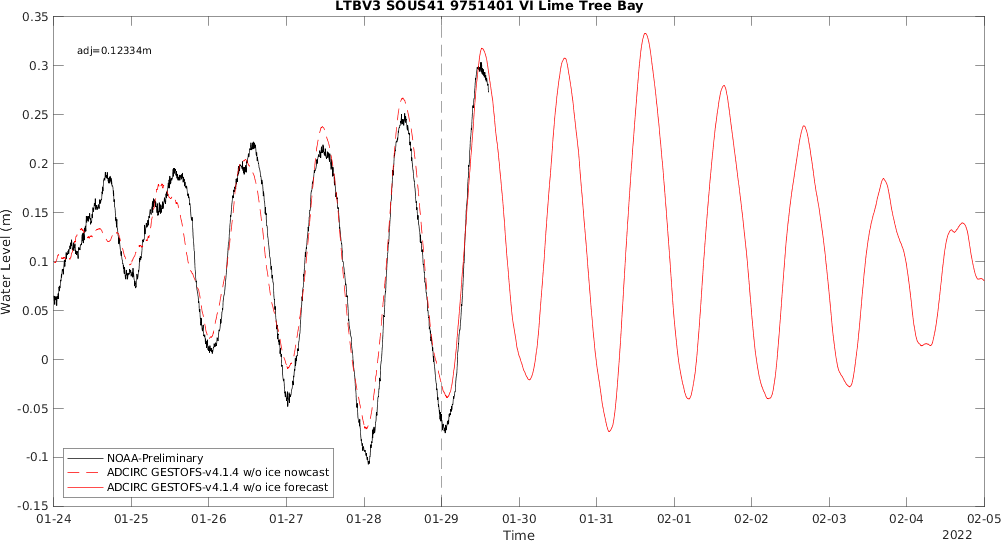 LTBV3 SOUS41 9751401 VI Lime Tree Bay
0.35
adj=0.12334m
0.3
0.25
0.2
0.15
0.1
0.05
0
-0.05
-0.1
-0.15
Water Level (m)
NOAA-Preliminary
ADCIRC GESTOFS-v4.1.4 w/o ice nowcast
ADCIRC GESTOFS-v4.1.4 w/o ice forecast
01-24 01-25 01-26 01-27 01-28 01-29 01-30 01-31 02-01 02-02 02-03 02-04 02-05
Time
2022